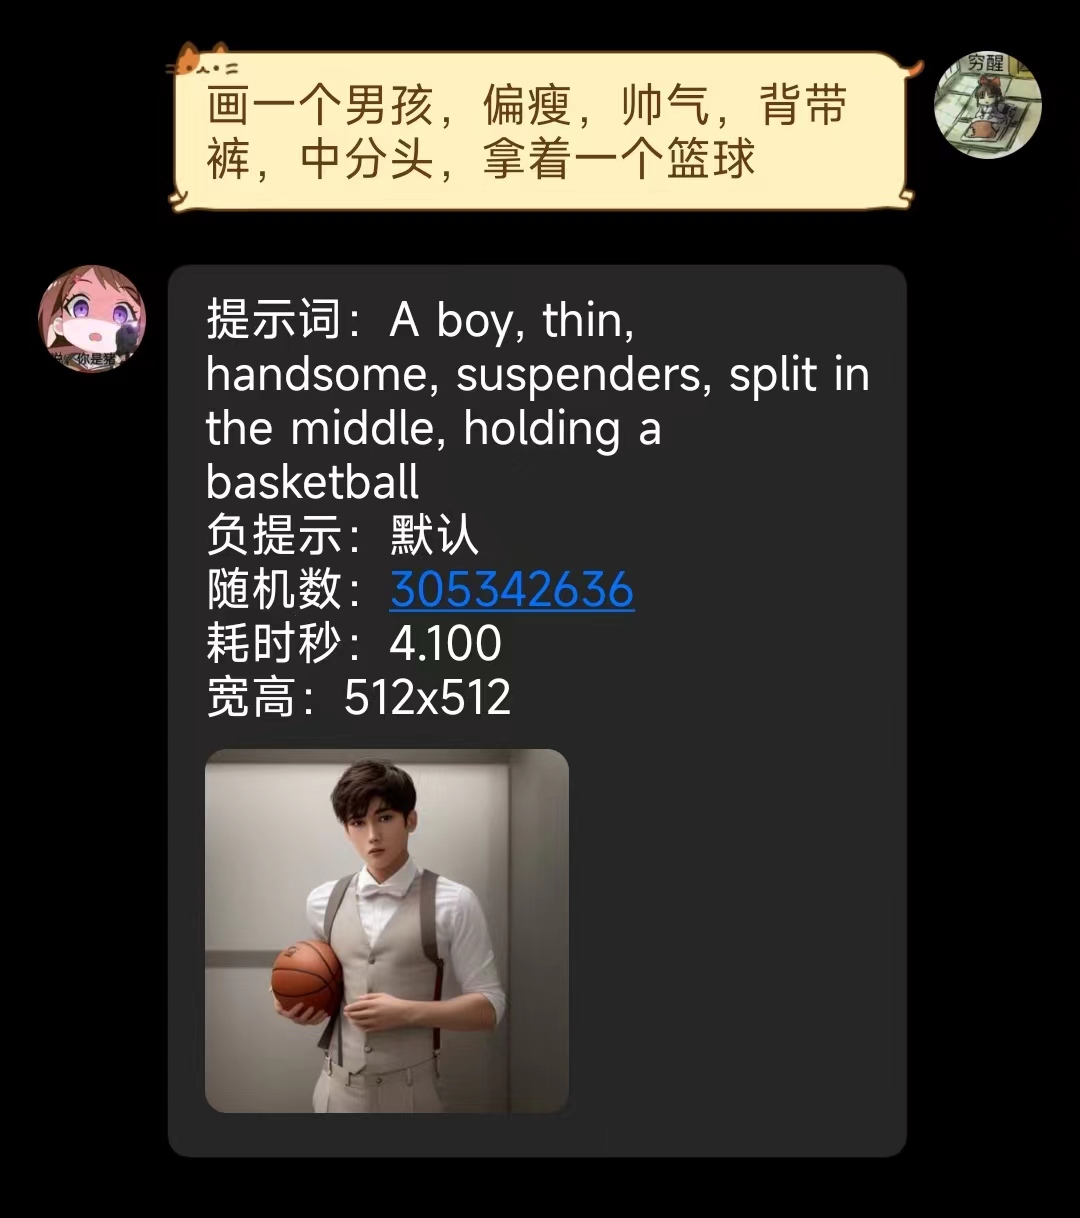 穷醒
画一个男孩，偏瘦，帅气，背带
裤，中分头，拿着一个篮球
提示词：A boy, thin,
handsome, suspenders, split in
the middle, holding a
basketball
负提示：默认
随机数：305342636
耗时秒：4.100
宽高：512x512
你是猪